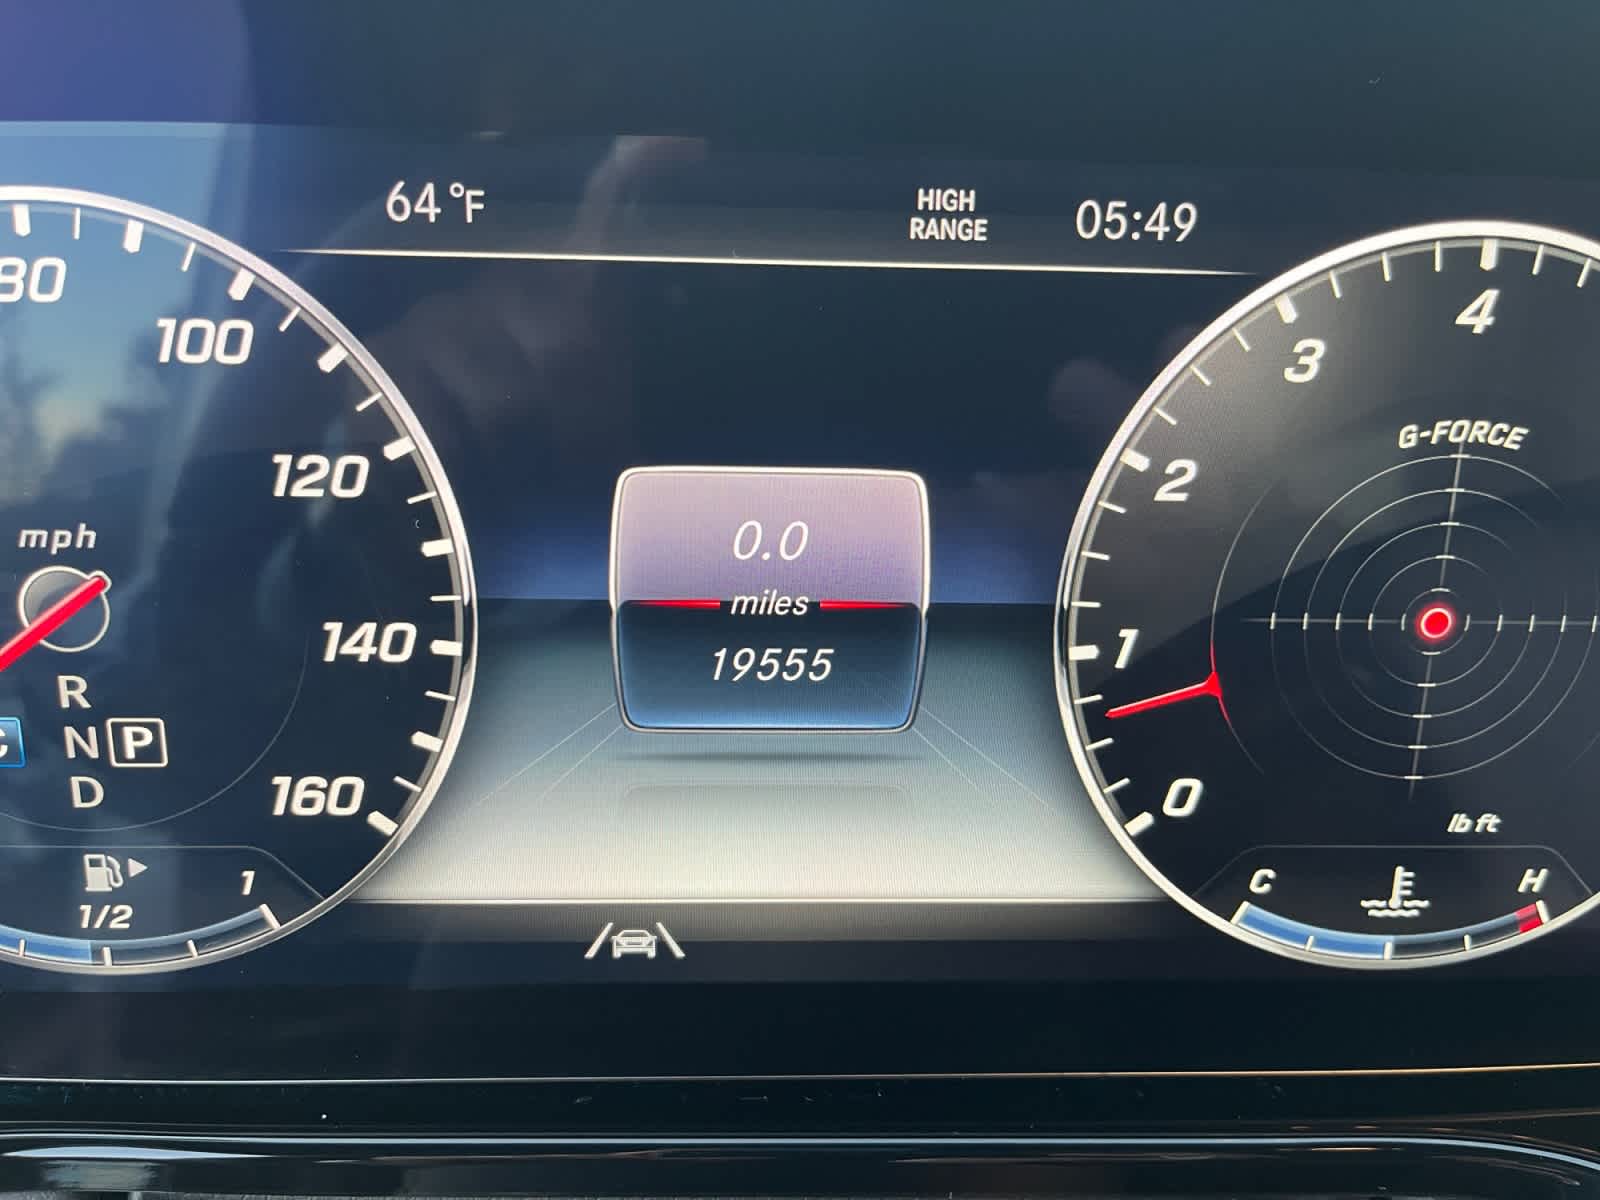 64 °F
HIGH
RANGE
05:49
80
100
120
mph
140
160
R
N P
D
C
1/2
1
0.0
miles
19555
4
3
2
1
0
G-FORCE
lb ft
C
H